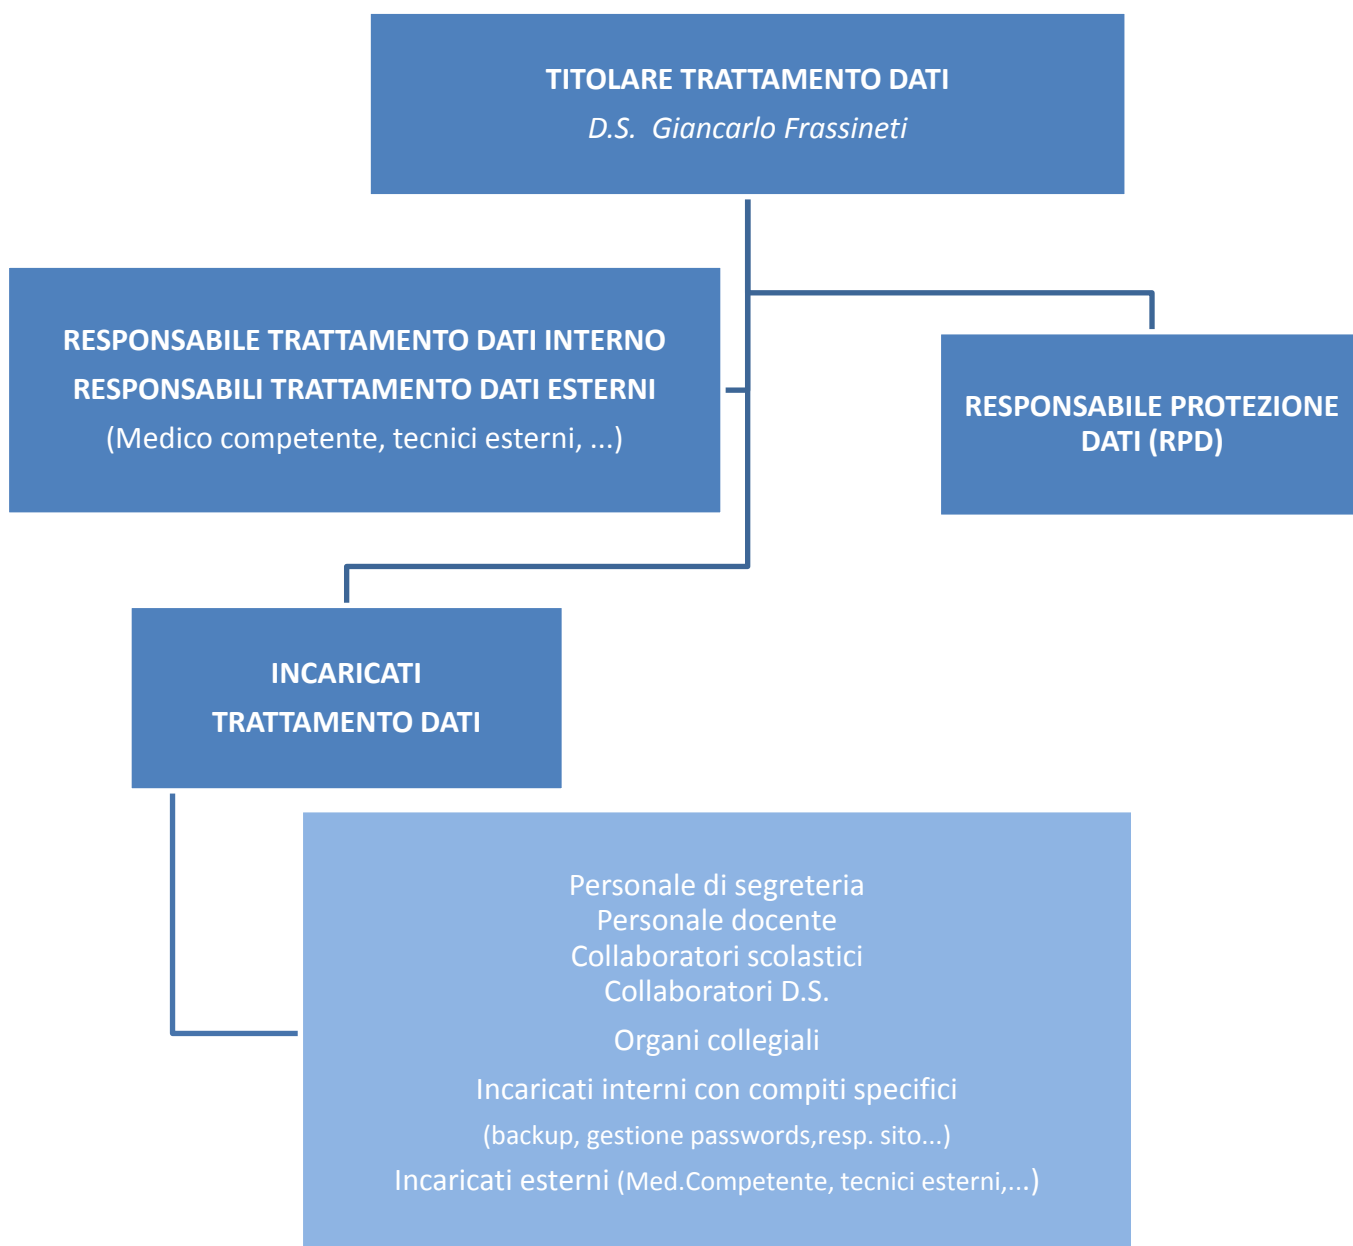 TITOLARE TRATTAMENTO DATI
D.S. Giancarlo Frassineti
RESPONSABILE TRATTAMENTO DATI INTERNO
RESPONSABILI TRATTAMENTO DATI ESTERNI
(Medico competente, tecnici esterni, ...)
RESPONSABILE PROTEZIONE
DATI (RPD)
INCARICATI
TRATTAMENTO DATI
Personale di segreteria
Personale docente
Collaboratori scolastici
Collaboratori D.S.
Organi collegiali
Incaricati interni con compiti specifici
(backup, gestione passwords,resp. sito...)
Incaricati esterni (Med.Competente, tecnici esterni,...)